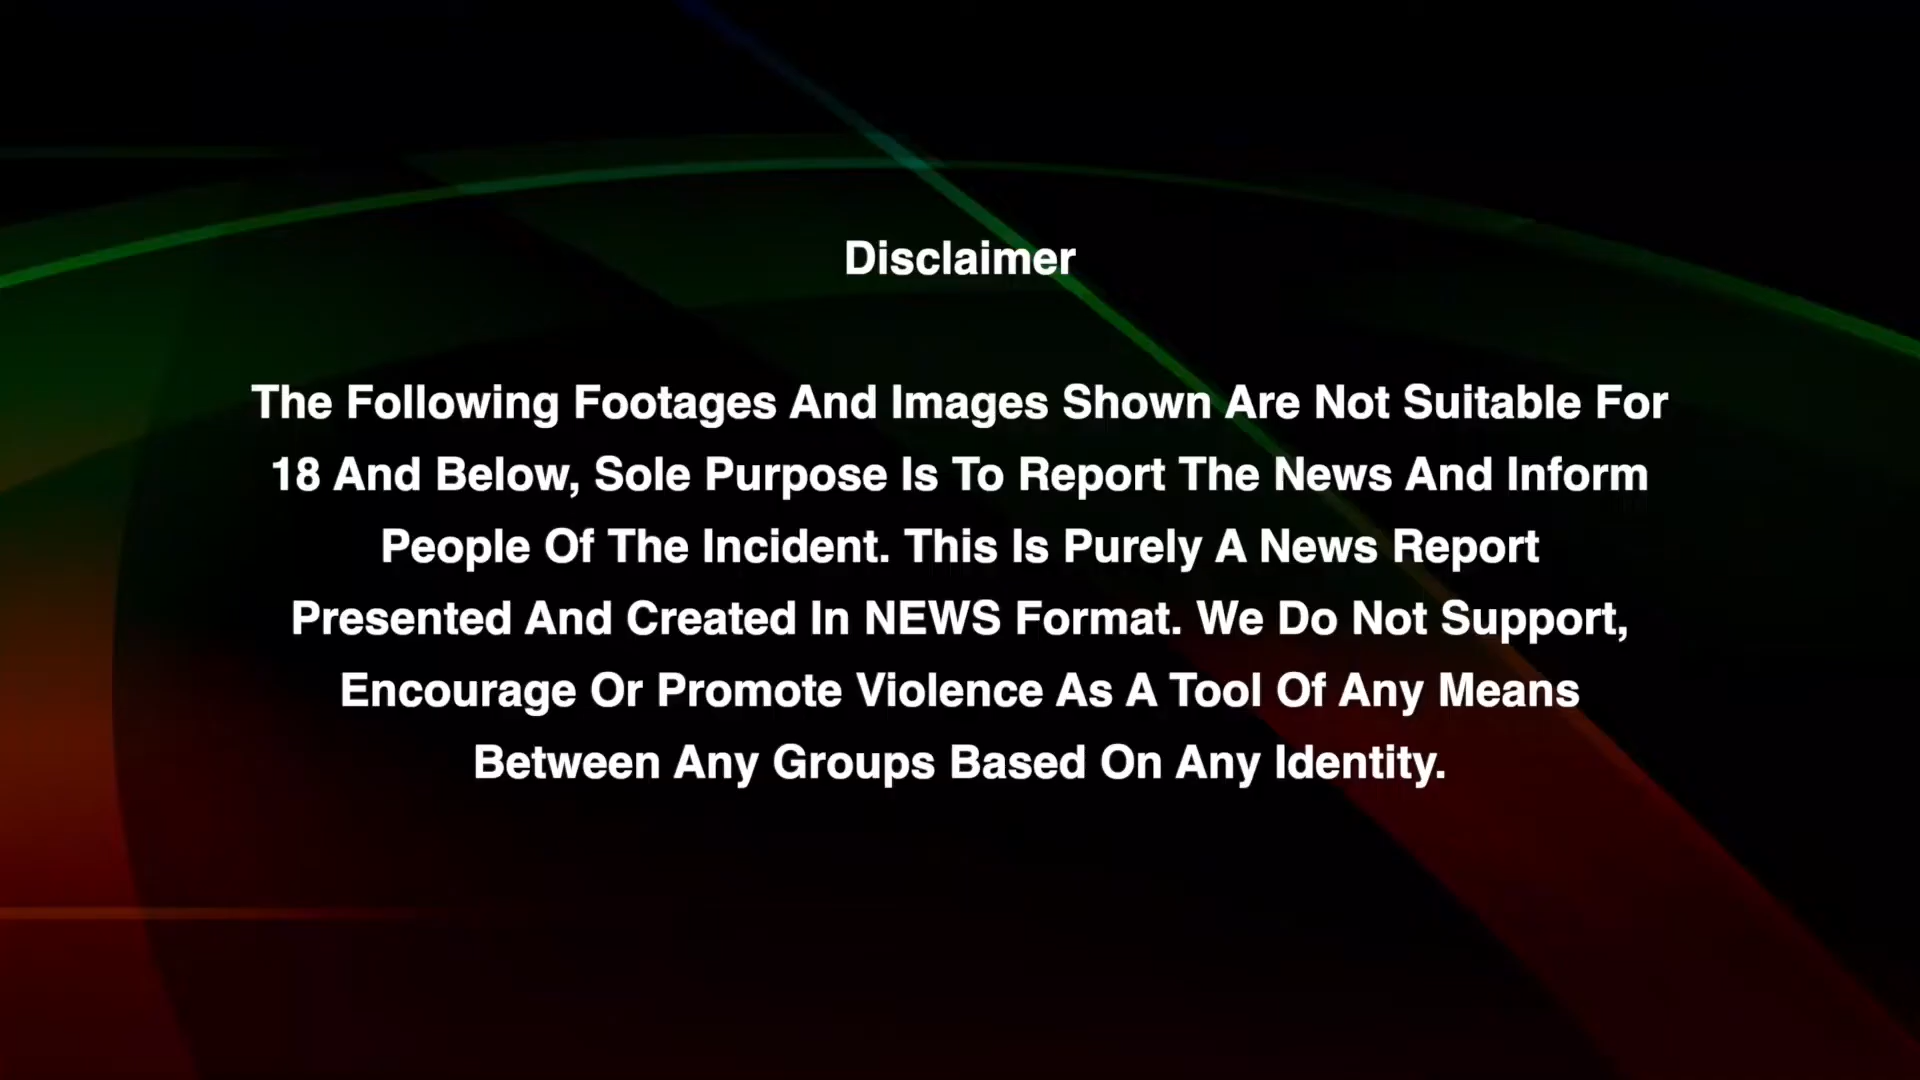 Disclaimer
The Following Footages And Images Shown Are Not Suitable For
18 And Below, Sole Purpose Is To Report The News And Inform
People Of The Incident. This Is Purely A News Report
Presented And Created In NEWS Format. We Do Not Support,
Encourage Or Promote Violence As A Tool Of Any Means
Between Any Groups Based On Any Identity.